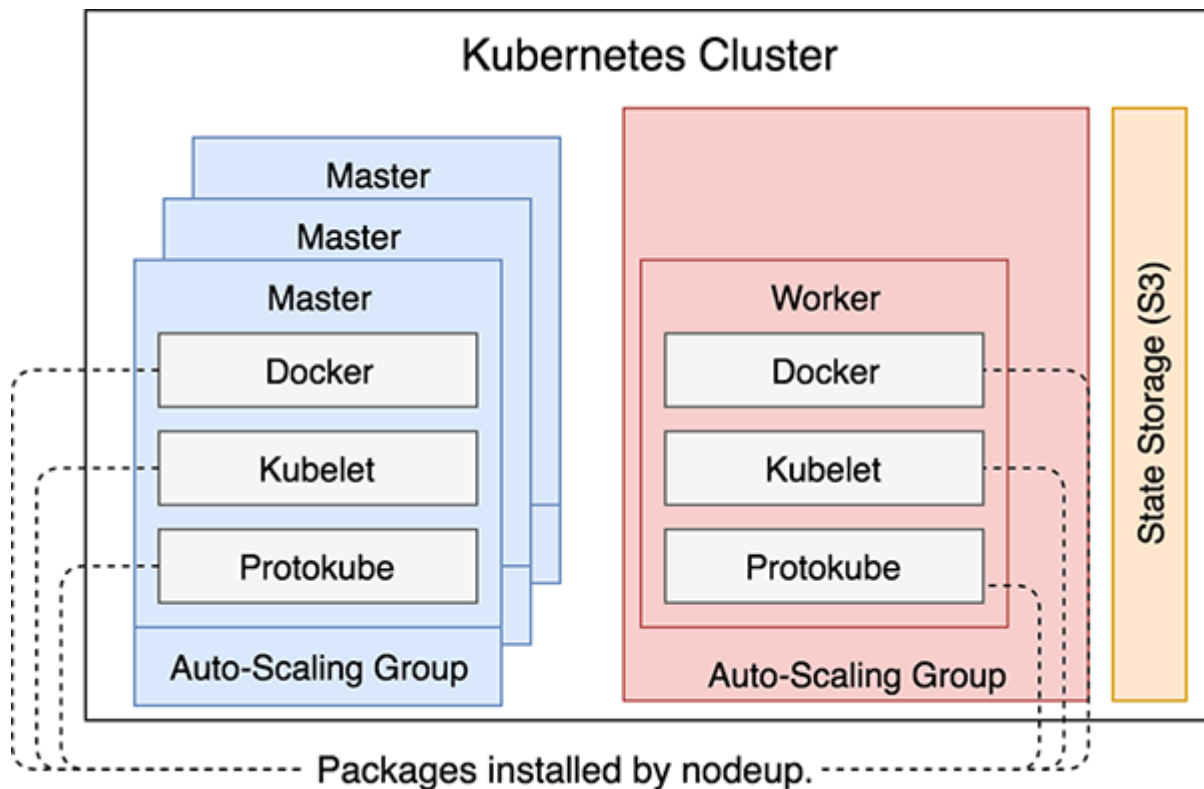 Kubernetes Cluster
Master
Master
Master
Docker
Kubelet
Protokube
Auto-Scaling Group
Worker
Docker
Kubelet
Protokube
Auto-Scaling Group
State Storage (S3)
Packages installed by nodeup.